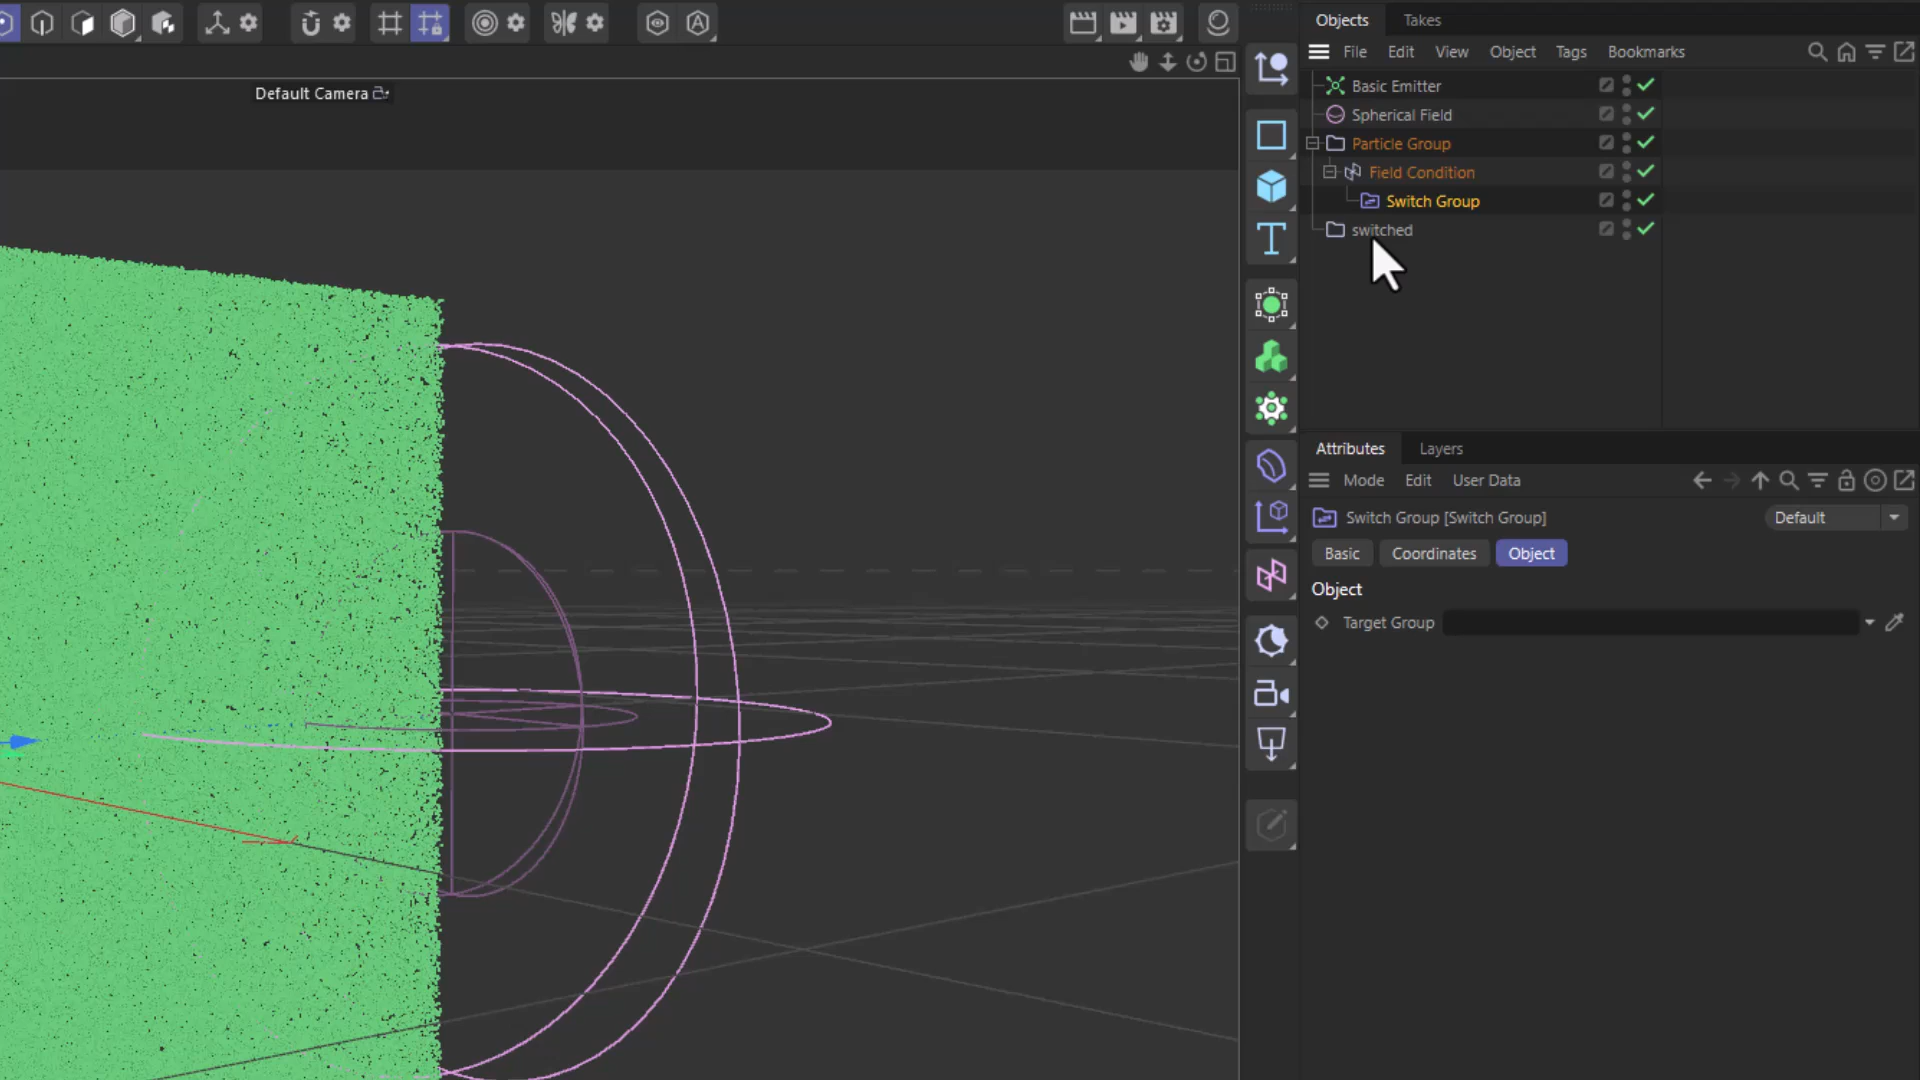 Objects Takes
File Edit View Object Tags Bookmarks
Default Camera
Basic Emitter
Spherical Field
Particle Group
Field Condition
Switch Group
switched
Attributes Layers
Mode Edit User Data
Switch Group [Switch Group] Default
Basic Coordinates Object
Object
Target Group